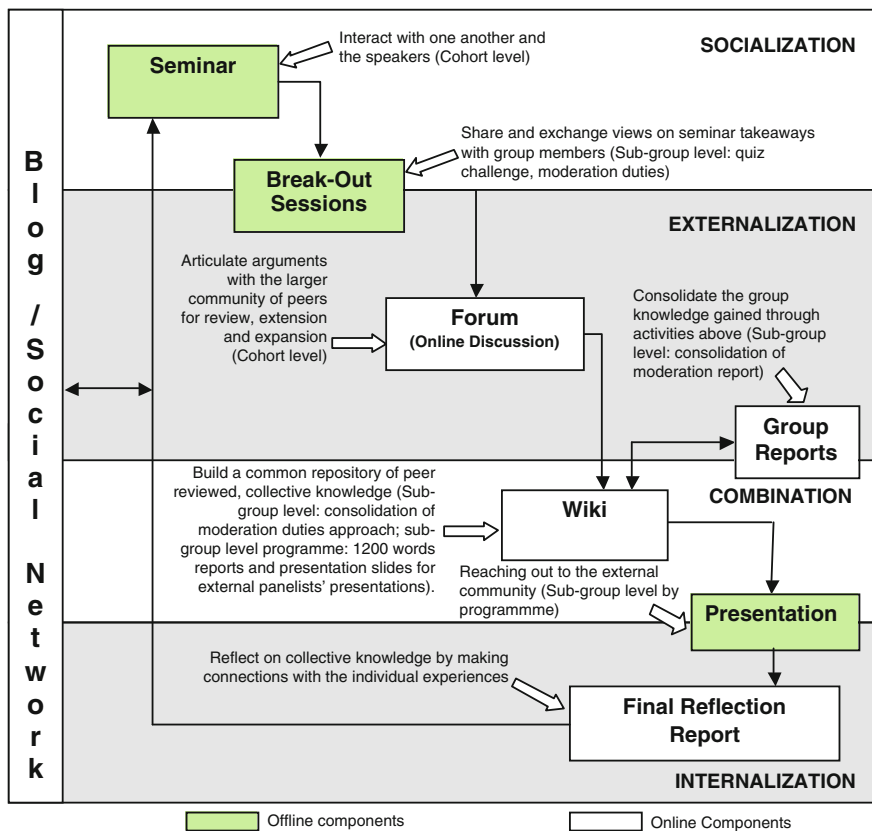 Blog /Social Network
SOCIALIZATION
Seminar
Interact with one another and
the speakers (Cohort level)
Share and exchange views on seminar takeaways
with group members (Sub-group level: quiz
challenge, moderation duties)
Break-Out
Sessions
EXTERNALIZATION
Articulate arguments
with the larger
community of peers
for review, extension
and expansion
(Cohort level)
Forum
(Online Discussion)
Consolidate the group
knowledge gained through
activities above (Sub-group
level: consolidation of
moderation report)
Group
Reports
COMBINATION
Build a common repository of peer
reviewed, collective knowledge (Sub-
group level: consolidation of
moderation duties approach; sub-
group level programme: 1200 words
reports and presentation slides for
external panelists' presentations).
Wiki
Reaching out to the external
community (Sub-group level by
programmme)
Presentation
Reflect on collective knowledge by making
connections with the individual experiences
Final Reflection
Report
INTERNALIZATION
Offline components
Online Components